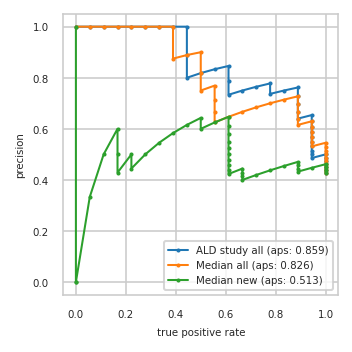 1.0
0.8
0.6
0.4
0.2
0.0
precision
0.0 0.2 0.4 0.6 0.8 1.0
true positive rate
ALD study all (aps: 0.859)
Median all (aps: 0.826)
Median new (aps: 0.513)